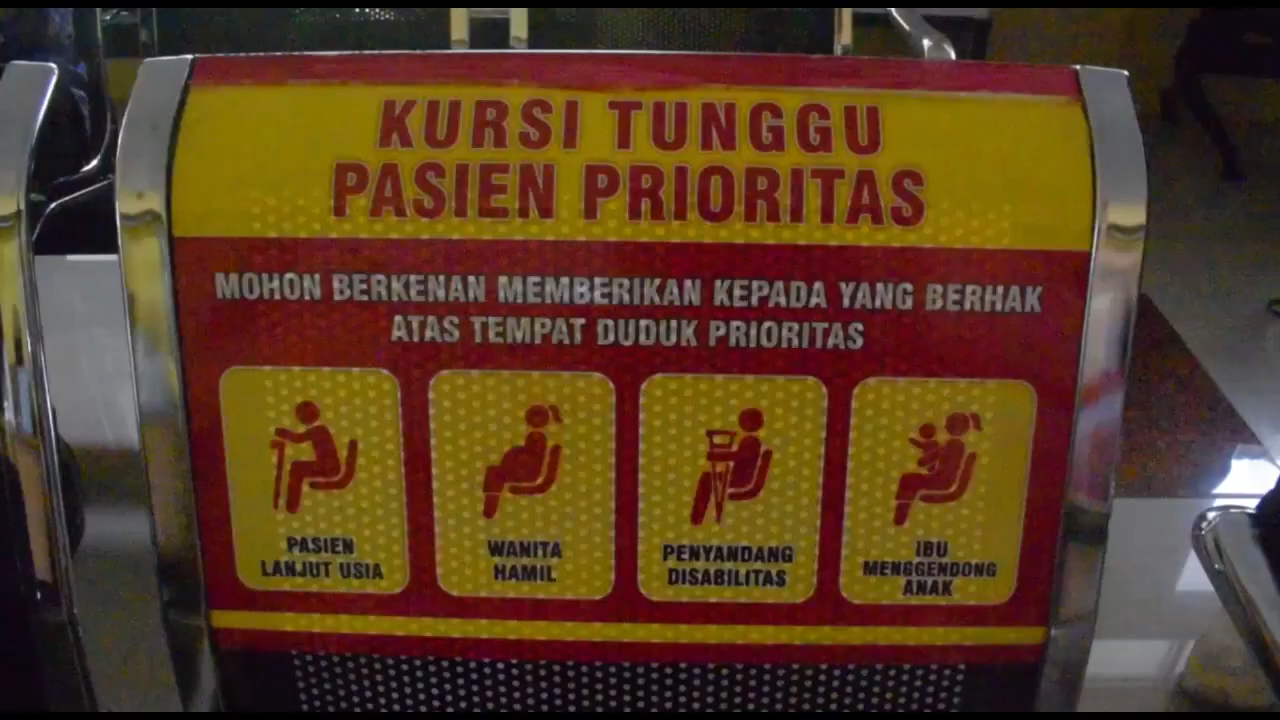 KURSI TUNGGU
PASIEN PRIORITAS
MOHON BERKENAN MEMBERIKAN KEPADA YANG BERHAK
ATAS TEMPAT DUDUK PRIORITAS
PASIEN
LANJUT USIA
WANITA
HAMIL
PENYANDANG
DISABILITAS
IBU
MENGGENDONG
ANAK